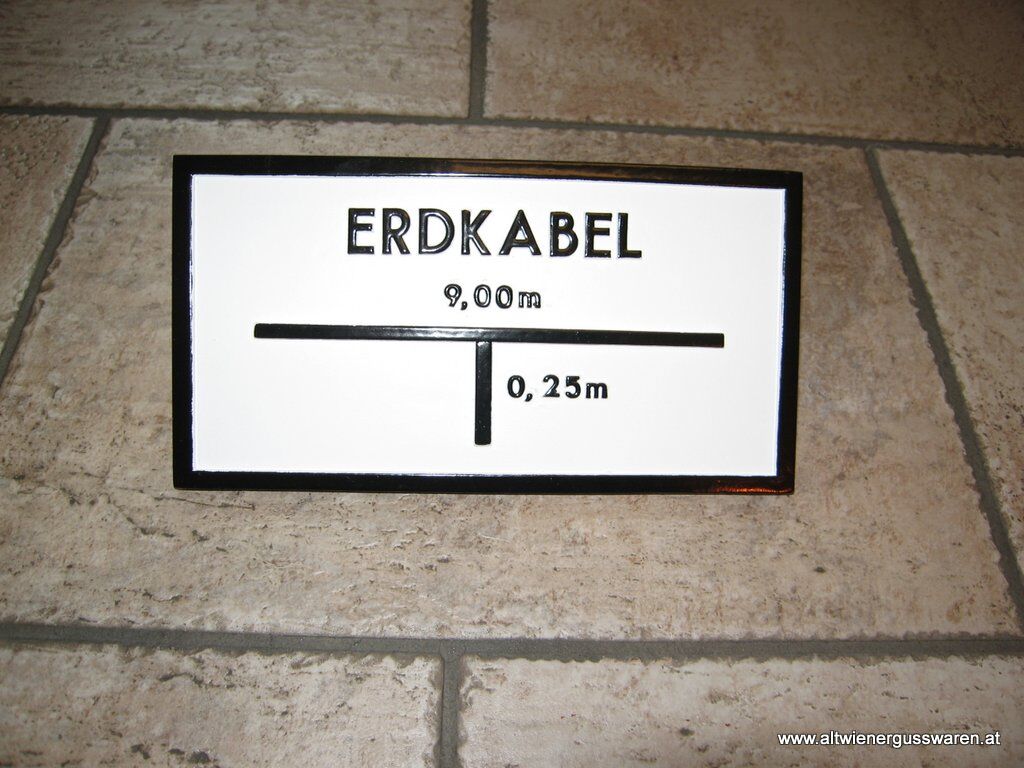 ERDKABEL
9,00m
0,25m
www.altwienergusswaren.at